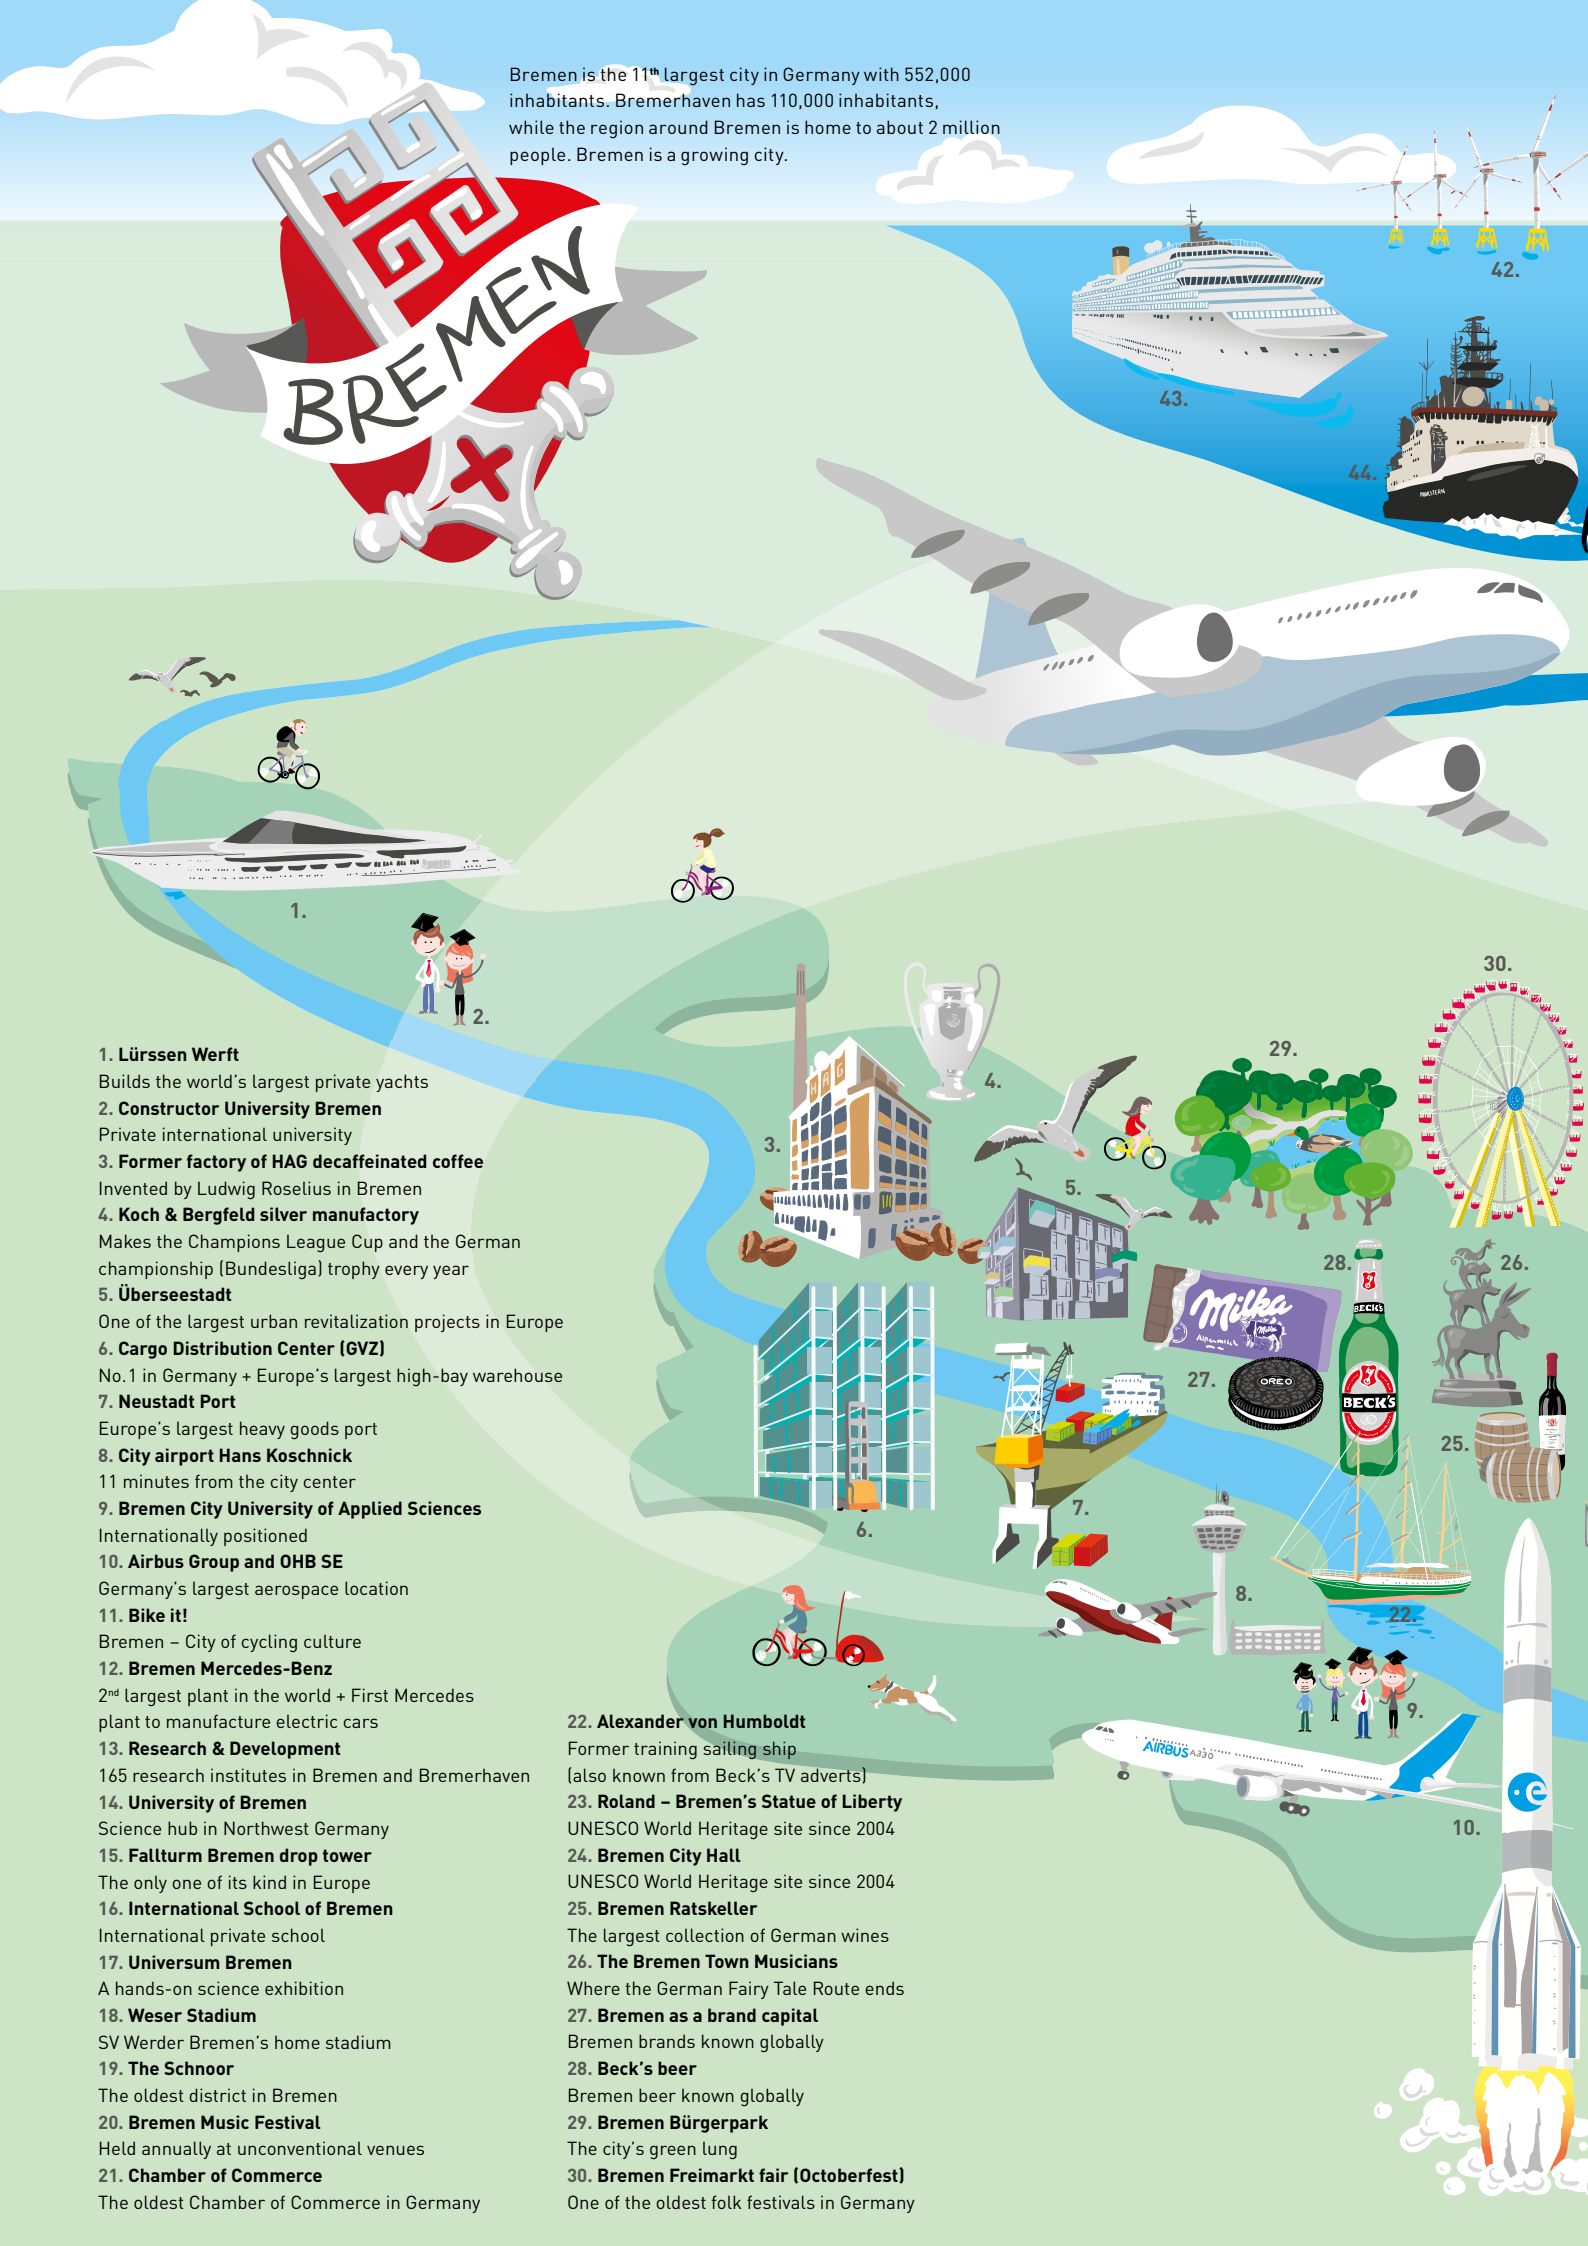 Bremen is the 11th largest city in Germany with 552,000
inhabitants. Bremerhaven has 110,000 inhabitants,
while the region around Bremen is home to about 2 million
people. Bremen is a growing city.
BREMEN
42.
43.
44.
POLARSTERN
1.
2.
30.
29.
4.
HAG
3.
5.
28.
26.
Milka
Alpenmilch
Milka
BECK'S
27.
OREO
BECK'S
25.
7.
6.
8.
22.
9.
AIRBUS A330
e
10.
1. Lürssen Werft
Builds the world's largest private yachts
2. Constructor University Bremen
Private international university
3. Former factory of HAG decaffeinated coffee
Invented by Ludwig Roselius in Bremen
4. Koch & Bergfeld silver manufactory
Makes the Champions League Cup and the German
championship (Bundesliga) trophy every year
5. Überseestadt
One of the largest urban revitalization projects in Europe
6. Cargo Distribution Center (GVZ)
No.1 in Germany + Europe's largest high-bay warehouse
7. Neustadt Port
Europe's largest heavy goods port
8. City airport Hans Koschnick
11 minutes from the city center
9. Bremen City University of Applied Sciences
Internationally positioned
10. Airbus Group and OHB SE
Germany's largest aerospace location
11. Bike it!
Bremen – City of cycling culture
12. Bremen Mercedes-Benz
2nd largest plant in the world + First Mercedes
plant to manufacture electric cars
13. Research & Development
165 research institutes in Bremen and Bremerhaven
14. University of Bremen
Science hub in Northwest Germany
15. Fallturm Bremen drop tower
The only one of its kind in Europe
16. International School of Bremen
International private school
17. Universum Bremen
A hands-on science exhibition
18. Weser Stadium
SV Werder Bremen's home stadium
19. The Schnoor
The oldest district in Bremen
20. Bremen Music Festival
Held annually at unconventional venues
21. Chamber of Commerce
The oldest Chamber of Commerce in Germany
22. Alexander von Humboldt
Former training sailing ship
(also known from Beck's TV adverts)
23. Roland – Bremen's Statue of Liberty
UNESCO World Heritage site since 2004
24. Bremen City Hall
UNESCO World Heritage site since 2004
25. Bremen Ratskeller
The largest collection of German wines
26. The Bremen Town Musicians
Where the German Fairy Tale Route ends
27. Bremen as a brand capital
Bremen brands known globally
28. Beck's beer
Bremen beer known globally
29. Bremen Bürgerpark
The city's green lung
30. Bremen Freimarkt fair (Octoberfest)
One of the oldest folk festivals in Germany